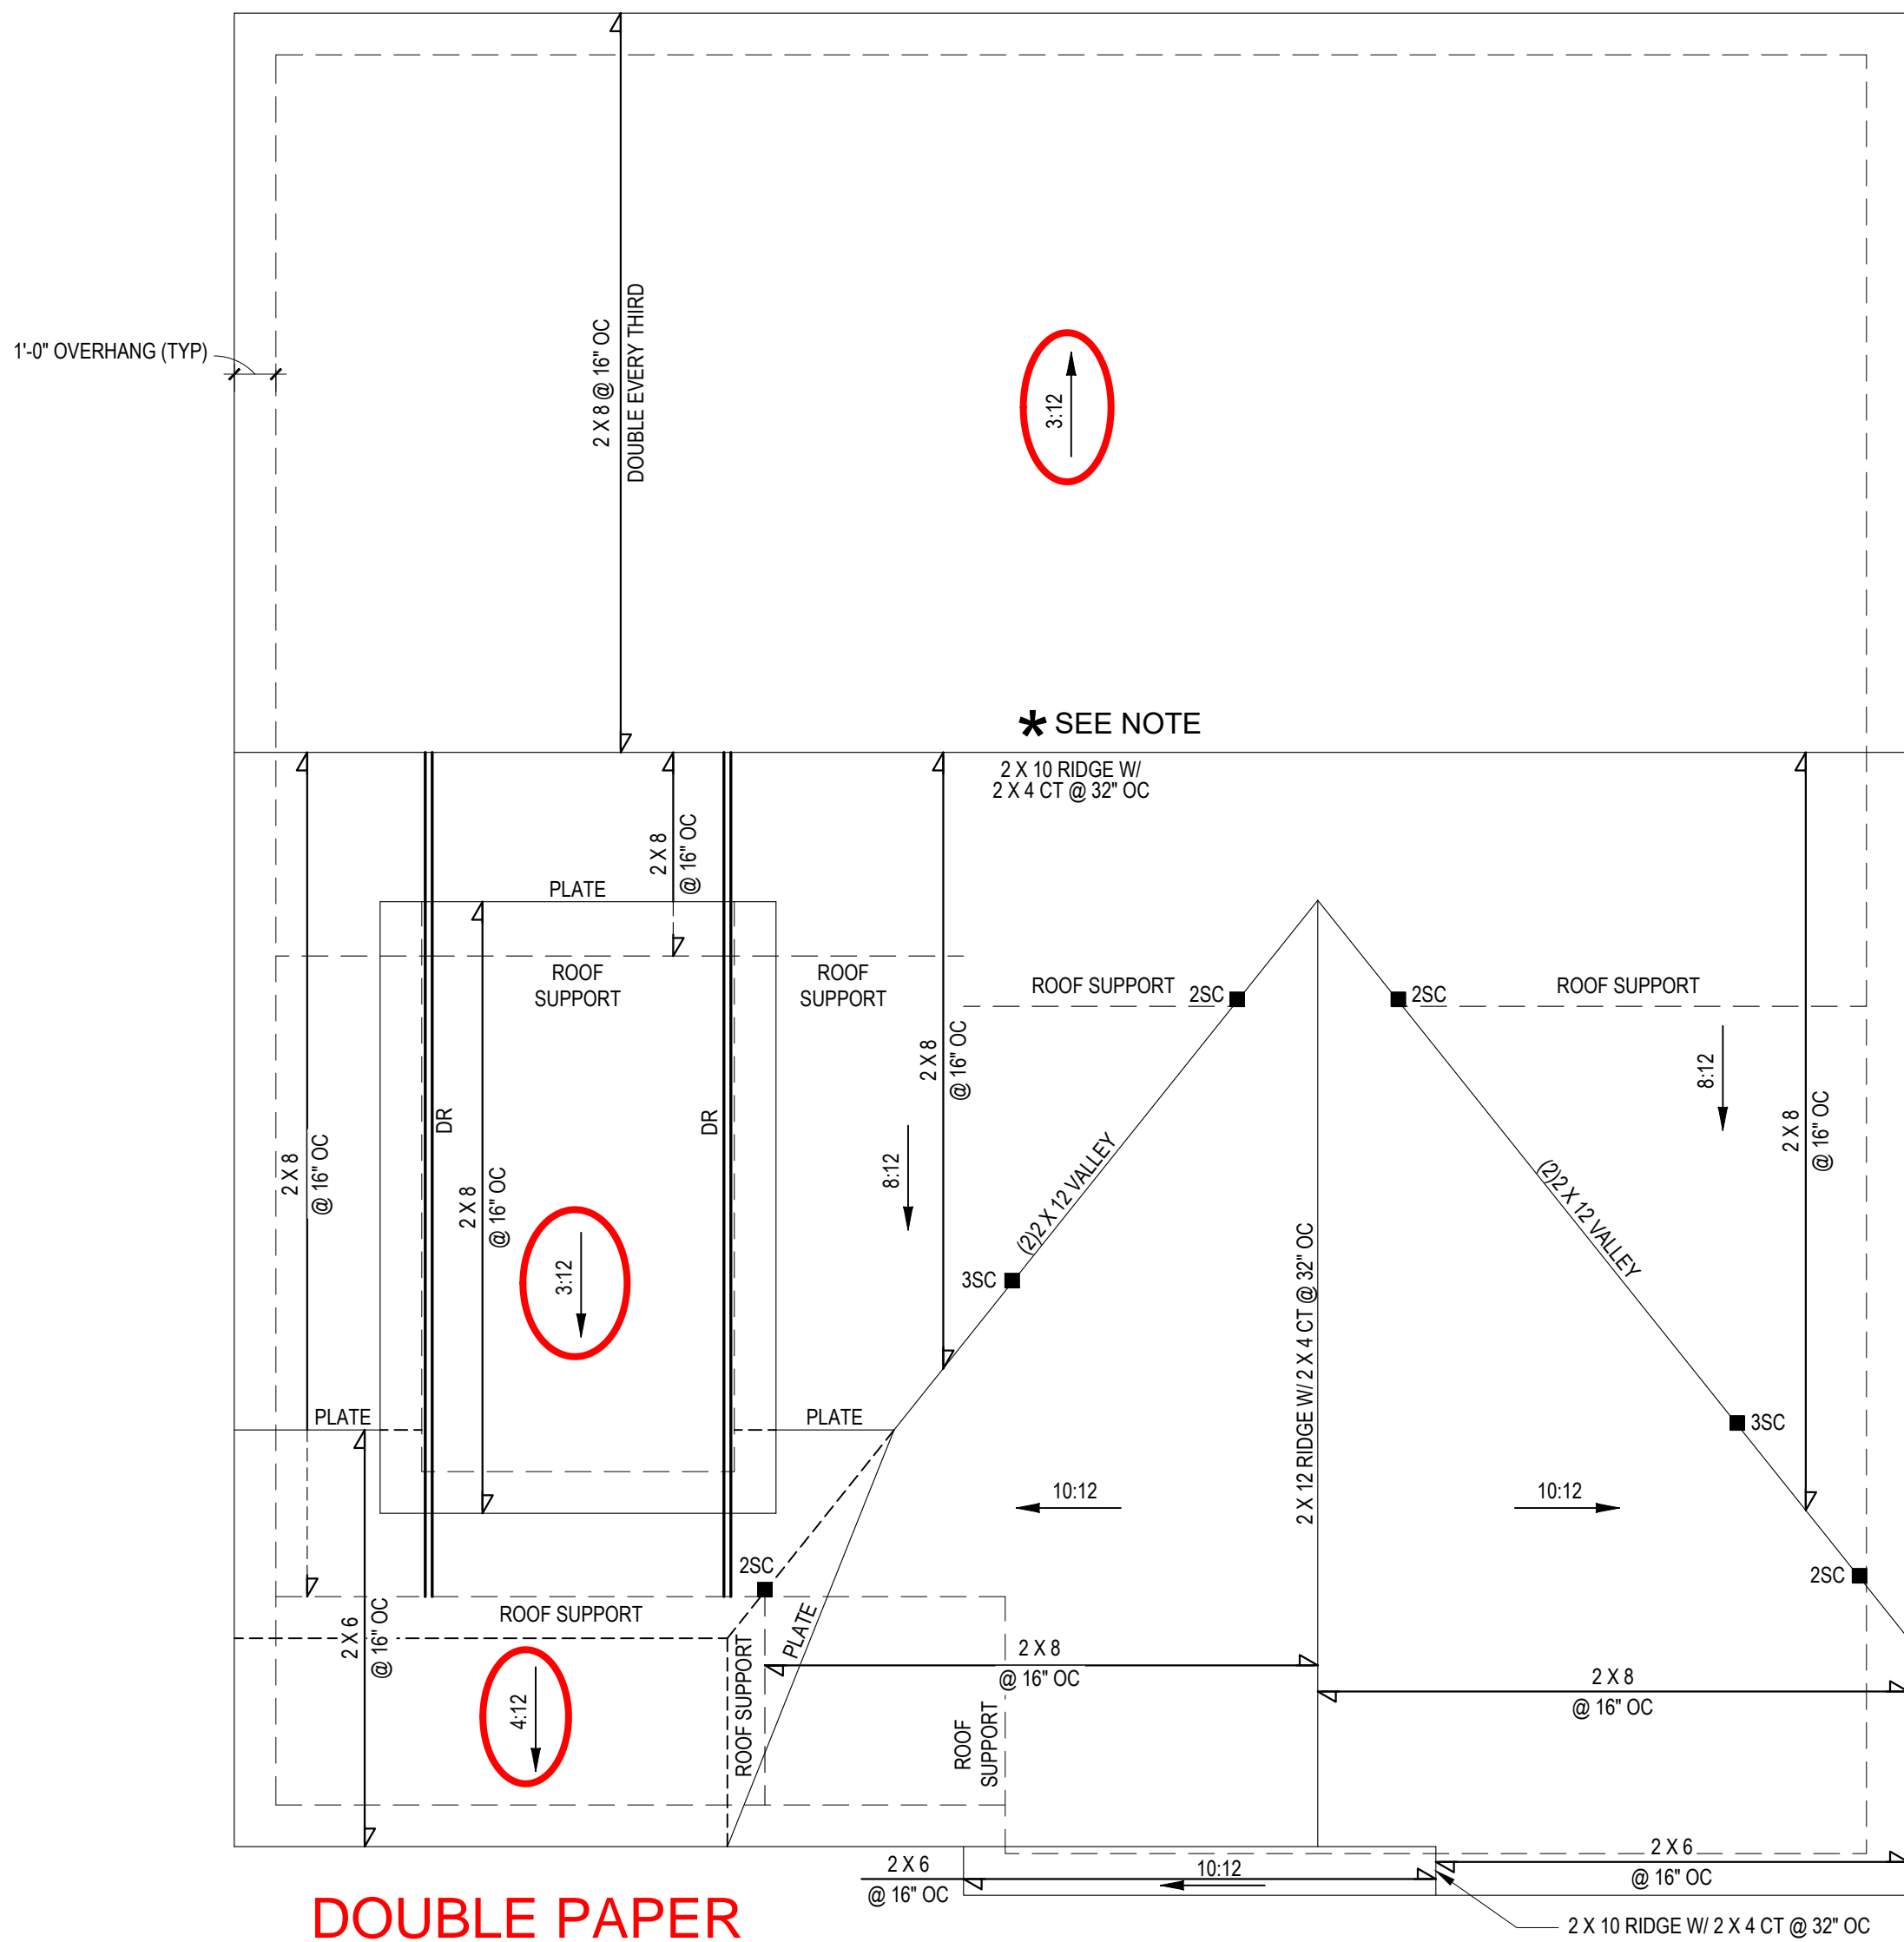 1'-0" OVERHANG (TYP)
2 X 8 @ 16" OC
DOUBLE EVERY THIRD
3:12
* SEE NOTE
2 X 10 RIDGE W/
2 X 4 CT @ 32" OC
2 X 8
@ 16" OC
PLATE
ROOF
SUPPORT
ROOF
SUPPORT
ROOF SUPPORT
2SC
2SC
ROOF SUPPORT
2 X 8
@ 16" OC
8:12
8:12
2 X 8
@ 16" OC
DR
DR
2 X 8
@ 16" OC
2 X 8
@ 16" OC
(2)2 X 12 VALLEY
(2)2 X 12 VALLEY
3:12
3SC
2 X 12 RIDGE W/ 2 X 4 CT @ 32" OC
PLATE
PLATE
3SC
10:12
10:12
2SC
2SC
ROOF SUPPORT
2 X 6
@ 16" OC
PLATE
ROOF SUPPORT
2 X 8
@ 16" OC
2 X 8
@ 16" OC
4:12
ROOF
SUPPORT
2 X 6
@ 16" OC
10:12
2 X 6
@ 16" OC
DOUBLE PAPER
2 X 10 RIDGE W/ 2 X 4 CT @ 32" OC